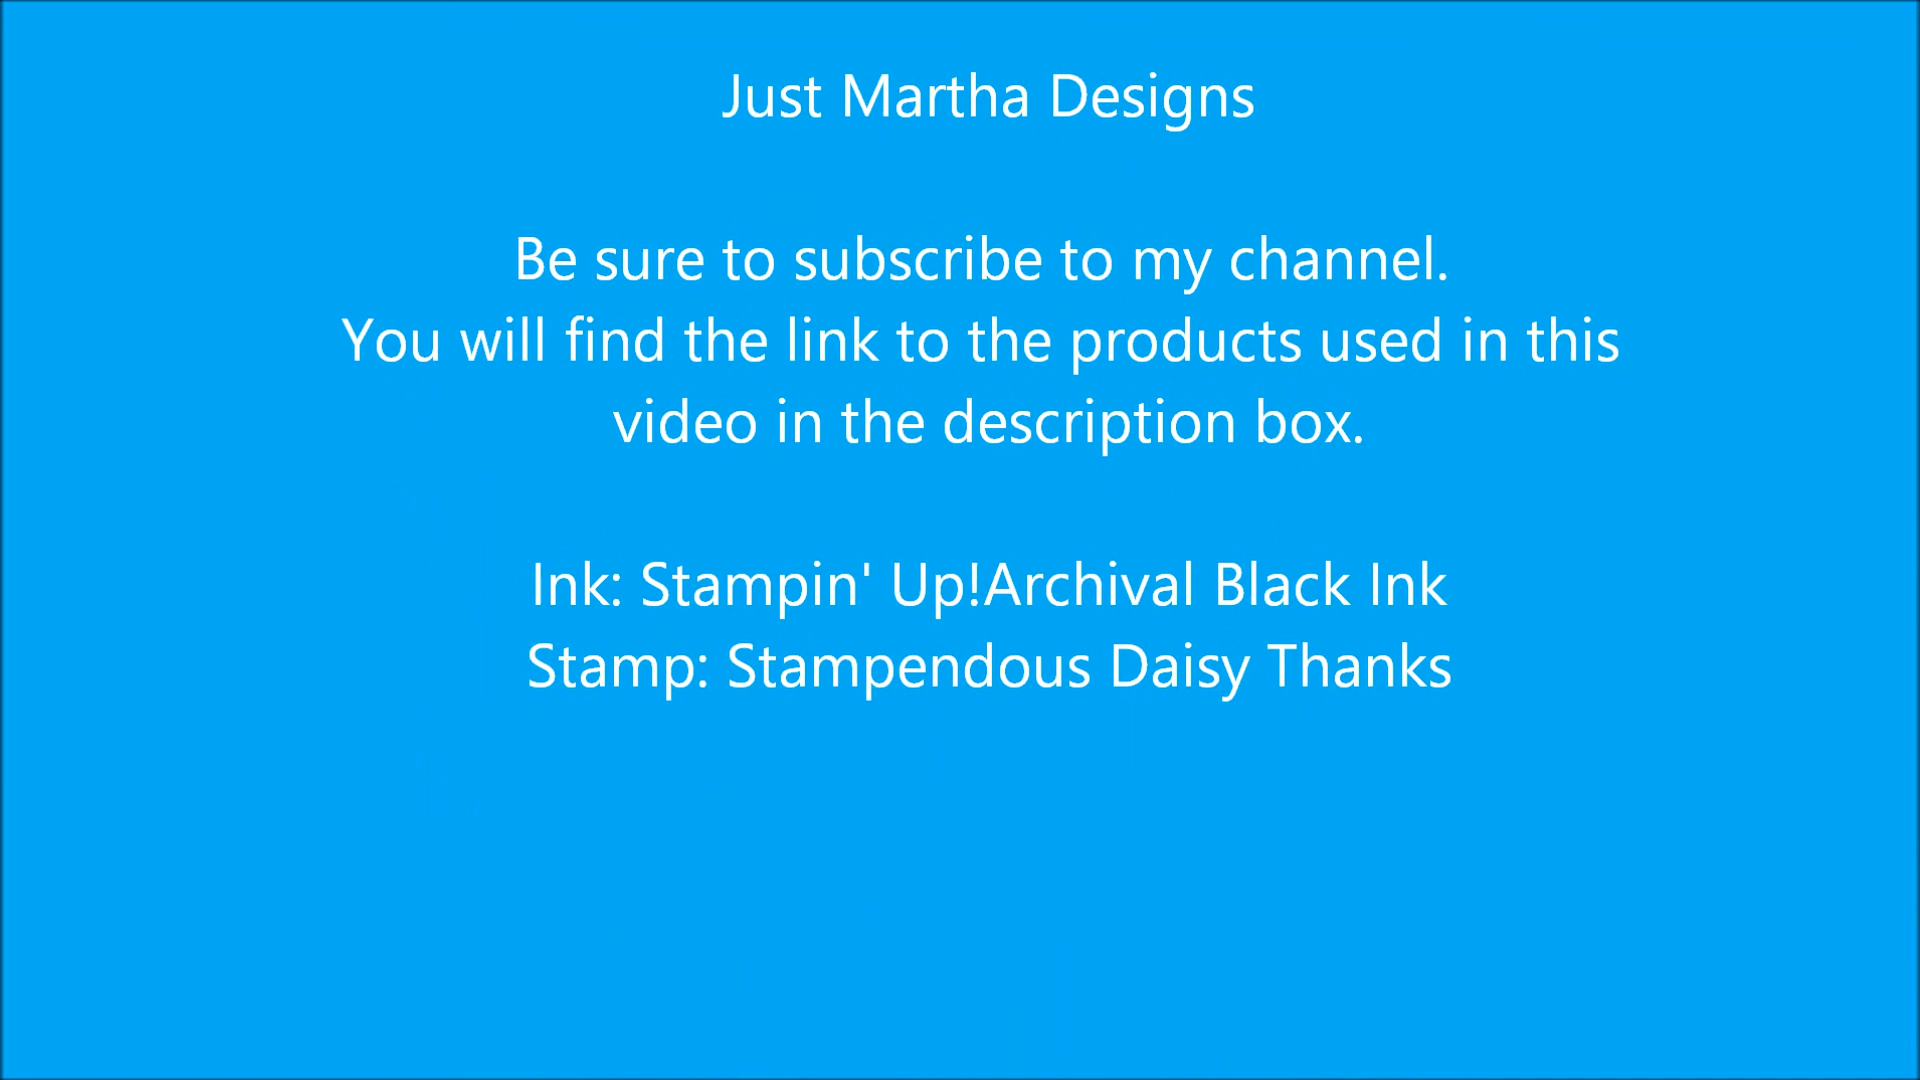 Just Martha Designs
Be sure to subscribe to my channel.
You will find the link to the products used in this
video in the description box.
Ink: Stampin' Up!Archival Black Ink
Stamp: Stampendous Daisy Thanks